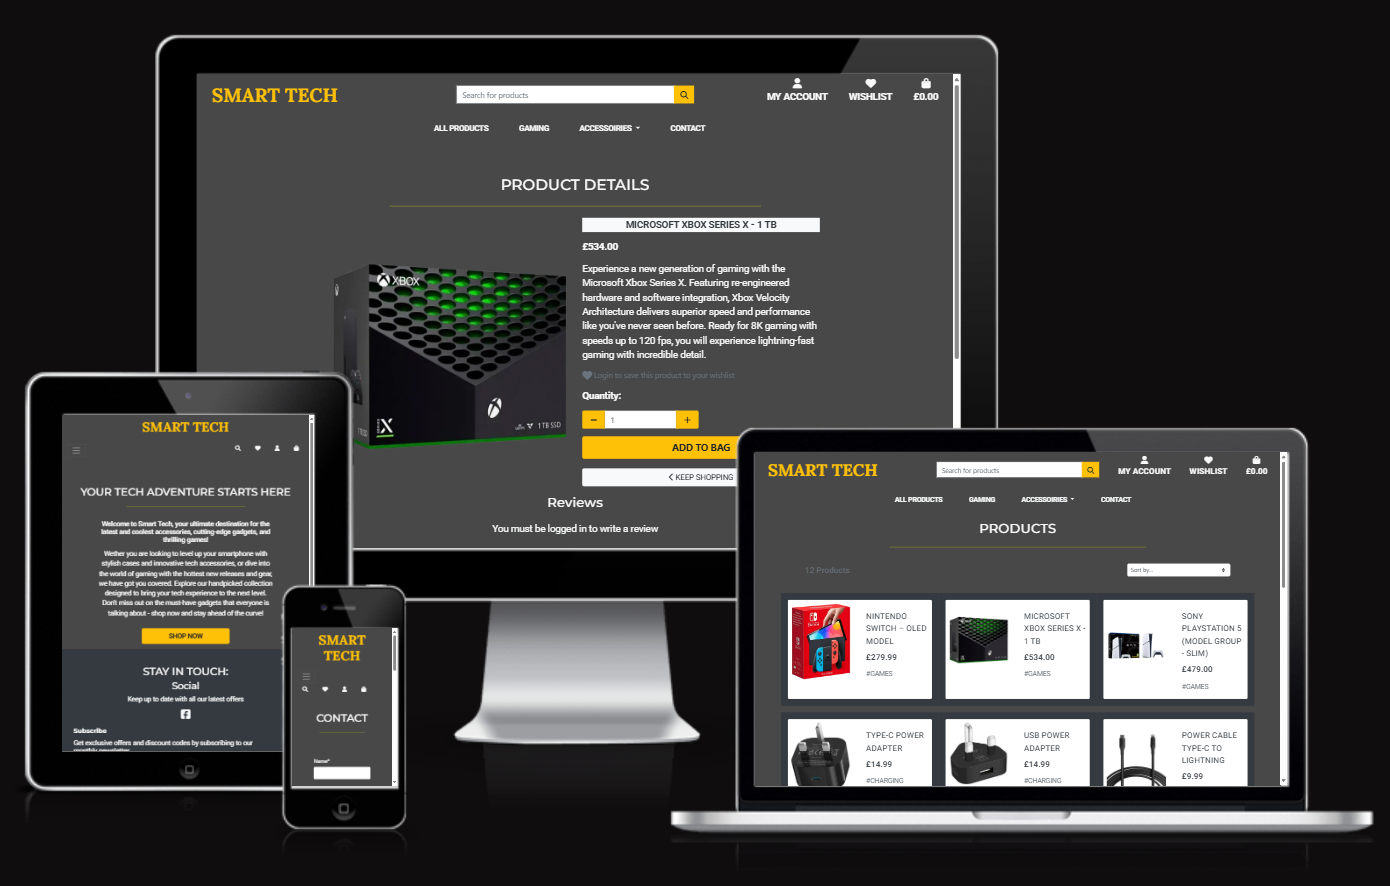 SMART TECH
Search for products
MY ACCOUNT
WISHLIST
£0.00
ALL PRODUCTS
GAMING
ACCESSOIRIES
CONTACT
PRODUCT DETAILS
MICROSOFT XBOX SERIES X - 1 TB
£534.00
Experience a new generation of gaming with the
Microsoft Xbox Series X. Featuring re-engineered
hardware and software integration, Xbox Velocity
Architecture delivers superior speed and performance
like you've never seen before. Ready for 8K gaming with
speeds up to 120 fps, you will experience lightning-fast
gaming with incredible detail.
Login to save this product to your wishlist
Quantity:
− 1 +
ADD TO BAG
KEEP SHOPPING
Reviews
You must be logged in to write a review
XBOX
SERIES X
1TB SSD
SMART TECH
YOUR TECH ADVENTURE STARTS HERE
Welcome to Smart Tech, your ultimate destination for the
latest and coolest accessories, cutting-edge gadgets, and
thrilling games!
Wether you are looking to level up your smartphone with
stylish cases and innovative tech accessories, or dive into
the world of gaming with the hottest new releases and gear,
we have got you covered. Explore our handpicked collection
designed to bring your tech experience to the next level.
Don't miss out on the must-have gadgets that everyone is
talking about - shop now and stay ahead of the curve!
SHOP NOW
STAY IN TOUCH:
Social
Keep up to date with all our latest offers
Subscribe
Get exclusive offers and discount codes by subscribing to our
monthly newsletter
SMART
TECH
CONTACT
Name*
SMART TECH
Search for products
MY ACCOUNT
WISHLIST
£0.00
ALL PRODUCTS
GAMING
ACCESSOIRIES
CONTACT
PRODUCTS
12 Products
Sort by...
NINTENDO
SWITCH – OLED
MODEL
£279.99
#GAMES
MICROSOFT
XBOX SERIES X -
1 TB
£534.00
#GAMES
SONY
PLAYSTATION 5
(MODEL GROUP
- SLIM)
£479.00
#GAMES
TYPE-C POWER
ADAPTER
£14.99
#CHARGING
USB POWER
ADAPTER
£14.99
#CHARGING
POWER CABLE
TYPE-C TO
LIGHTNING
£9.99